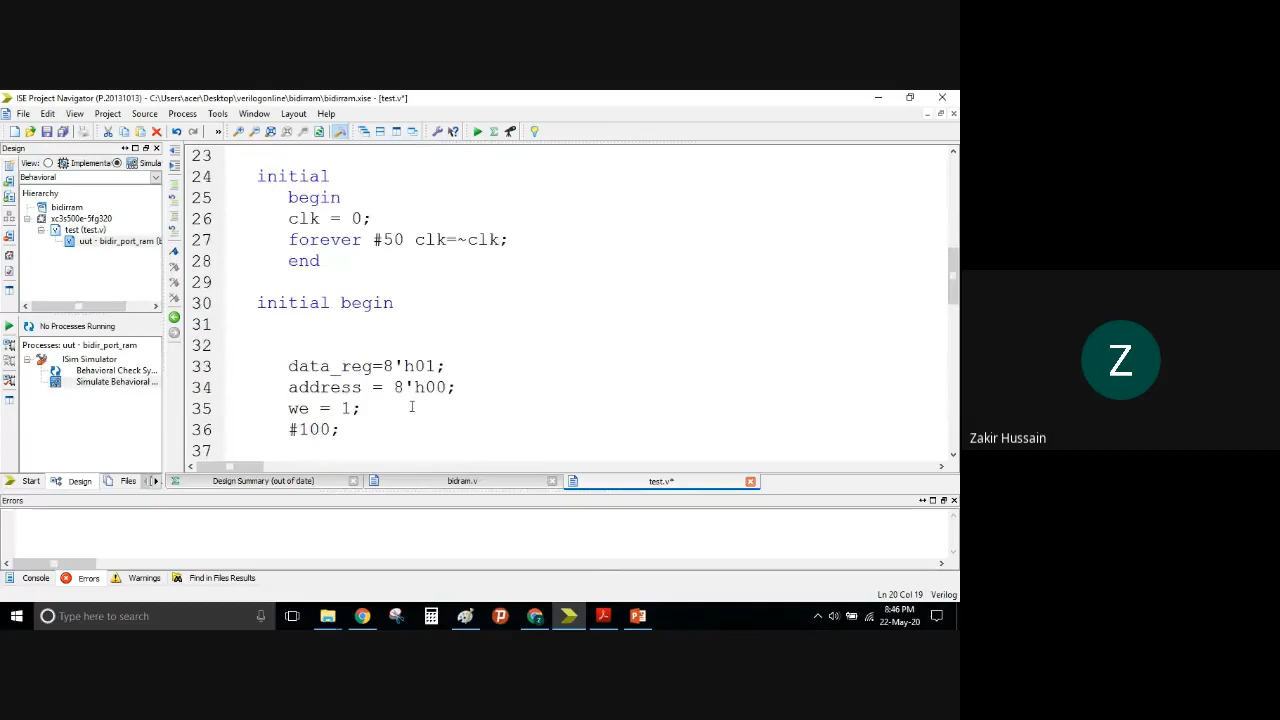 ISE Project Navigator (P.20131013) - C:\Users\acer\Desktop\verilogonline\bidirram\bidirram.xise - [test.v*]
File Edit View Project Source Process Tools Window Layout Help
»
Design
View: Implementa Simula
Behavioral
Hierarchy
bidirram
xc3s500e-5fg320
test (test.v)
uut - bidir_port_ram (b
No Processes Running
Processes: uut - bidir_port_ram
ISim Simulator
Behavioral Check Sy...
Simulate Behavioral ...
Start Design Files
23
24 initial
25 begin
26 clk = 0;
27 forever #50 clk=~clk;
28 end
29
30 initial begin
31
32
33 data_reg=8'h01;
34 address = 8'h00;
35 we = 1;
36 #100;
37
Design Summary (out of date) bidram.v test.v*
Errors
Console Errors Warnings Find in Files Results
Ln 20 Col 19 Verilog
Type here to search
8:46 PM
22-May-20
Z
Zakir Hussain